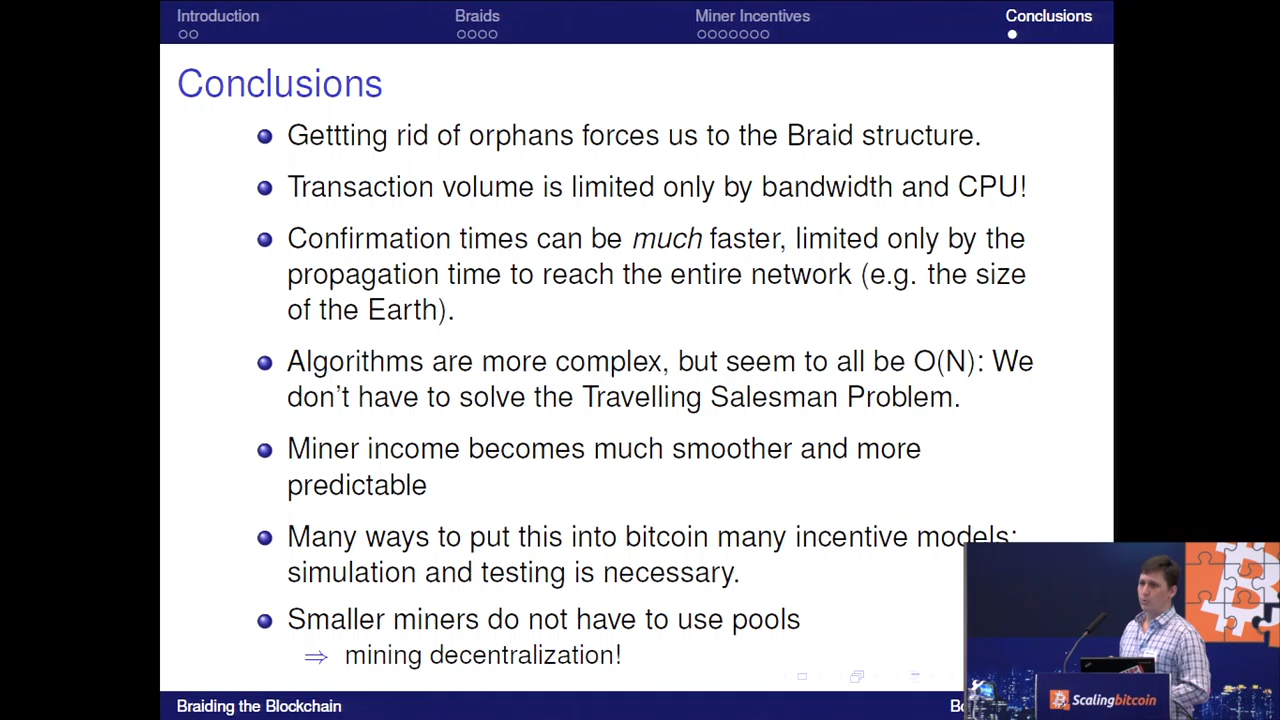 Introduction
Braids
Miner Incentives
Conclusions
Conclusions
Gettting rid of orphans forces us to the Braid structure.
Transaction volume is limited only by bandwidth and CPU!
Confirmation times can be much faster, limited only by the
propagation time to reach the entire network (e.g. the size
of the Earth).
Algorithms are more complex, but seem to all be O(N): We
don't have to solve the Travelling Salesman Problem.
Miner income becomes much smoother and more
predictable
Many ways to put this into bitcoin many incentive models;
simulation and testing is necessary.
Smaller miners do not have to use pools
⇒ mining decentralization!
Braiding the Blockchain
Scalingbitcoin